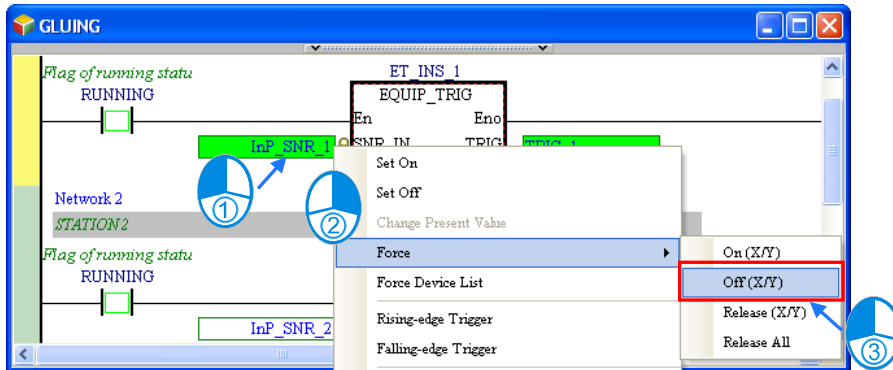 GLUING
Flag of running statu
RUNNING
ET_INS_1
EQUIP_TRIG
En Eno
InP_SNR_1 SNR_IN TRIG TRIG_1
①
②
Set On
Set Off
Change Present Value
Force
Force Device List
Rising-edge Trigger
Falling-edge Trigger
On (X/Y)
Off (X/Y)
Release (X/Y)
Release All
③
Network 2
STATION2
Flag of running statu
RUNNING
InP_SNR_2